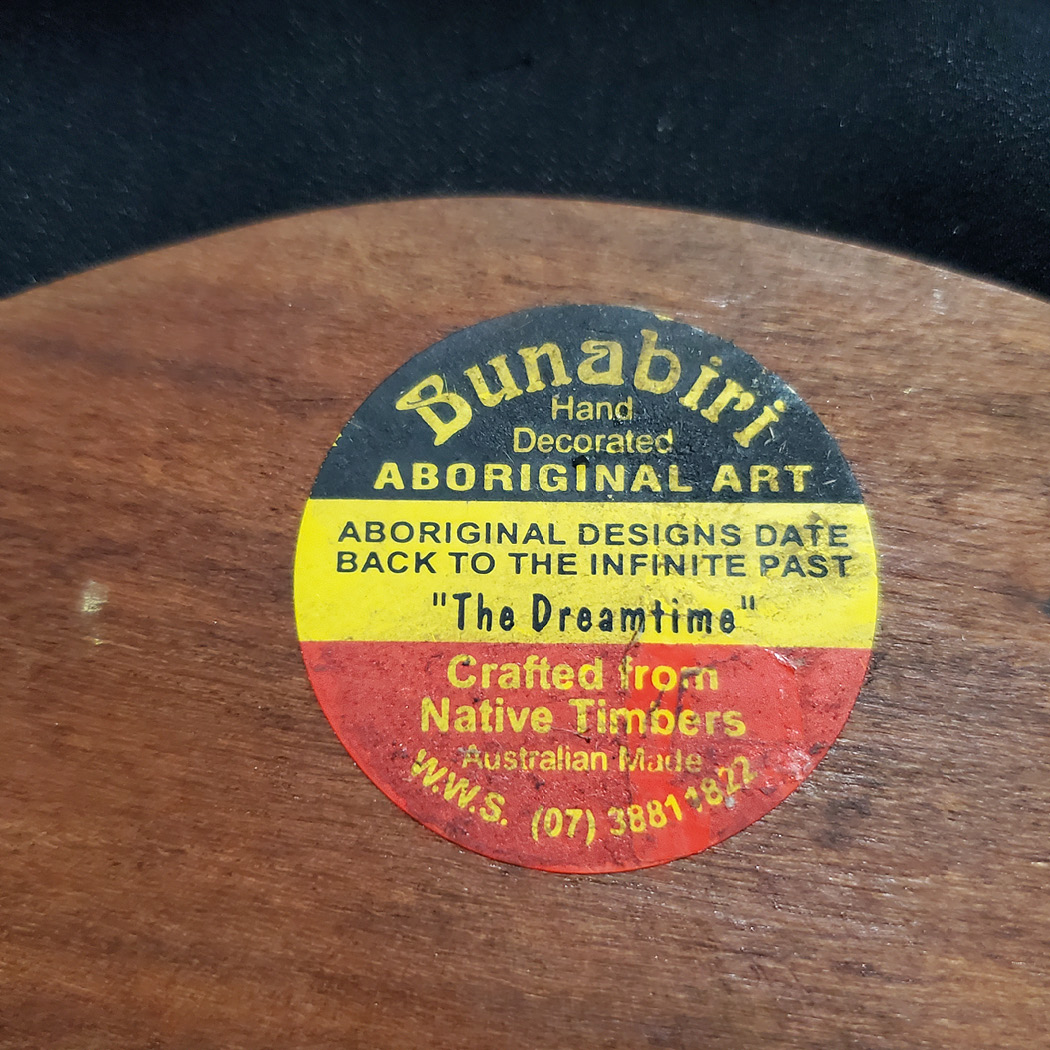 Bunabiri
Hand
Decorated
ABORIGINAL ART
ABORIGINAL DESIGNS DATE
BACK TO THE INFINITE PAST
"The Dreamtime"
Crafted from
Native Timbers
Australian Made
W.W.S. (07) 3881 1822